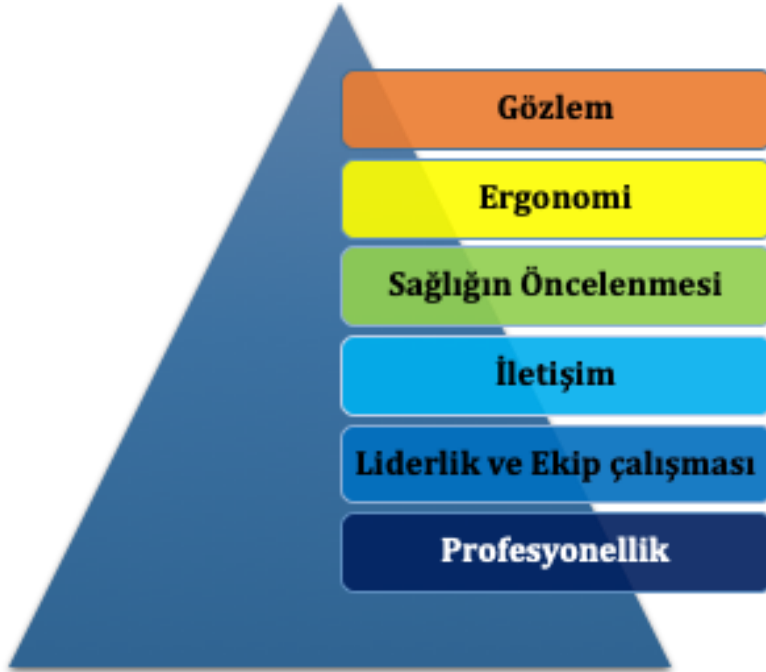 Gözlem
Ergonomi
Sağlığın Öncelenmesi
İletişim
Liderlik ve Ekip çalışması
Profesyonellik